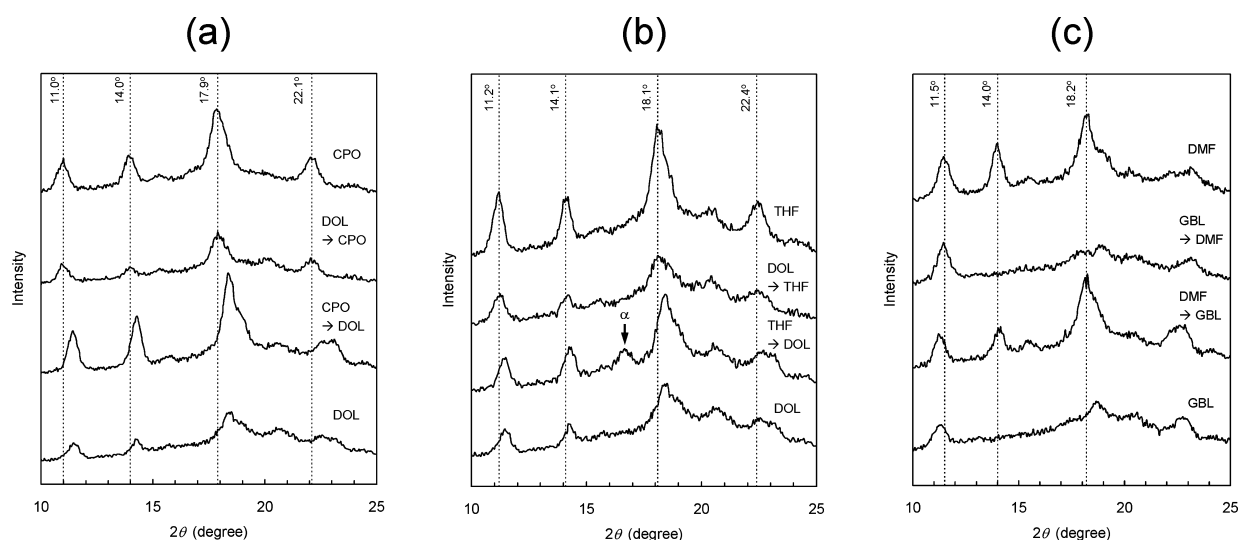 (a)
11.0°
14.0°
17.9°
22.1°
CPO
DOL
→ CPO
CPO
→ DOL
DOL
Intensity
10
15
20
25
2θ (degree)
(b)
11.2°
14.1°
18.1°
22.4°
THF
DOL
→ THF
α
THF
→ DOL
DOL
Intensity
10
15
20
25
2θ (degree)
(c)
11.5°
14.0°
18.2°
DMF
GBL
→ DMF
DMF
→ GBL
GBL
Intensity
10
15
20
25
2θ (degree)